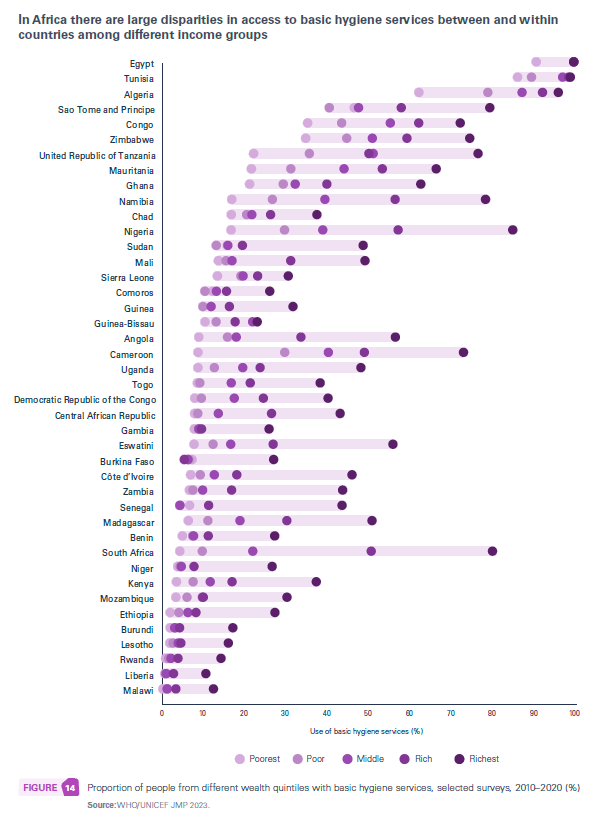 In Africa there are large disparities in access to basic hygiene services between and within
countries among different income groups
Egypt
Tunisia
Algeria
Sao Tome and Principe
Congo
Zimbabwe
United Republic of Tanzania
Mauritania
Ghana
Namibia
Chad
Nigeria
Sudan
Mali
Sierra Leone
Comoros
Guinea
Guinea-Bissau
Angola
Cameroon
Uganda
Togo
Democratic Republic of the Congo
Central African Republic
Gambia
Eswatini
Burkina Faso
Côte d'Ivoire
Zambia
Senegal
Madagascar
Benin
South Africa
Niger
Kenya
Mozambique
Ethiopia
Burundi
Lesotho
Rwanda
Liberia
Malawi
0 10 20 30 40 50 60 70 80 90 100
Use of basic hygiene services (%)
Poorest Poor Middle Rich Richest
FIGURE 14 Proportion of people from different wealth quintiles with basic hygiene services, selected surveys, 2010–2020 (%)
Source: WHO/UNICEF JMP 2023.